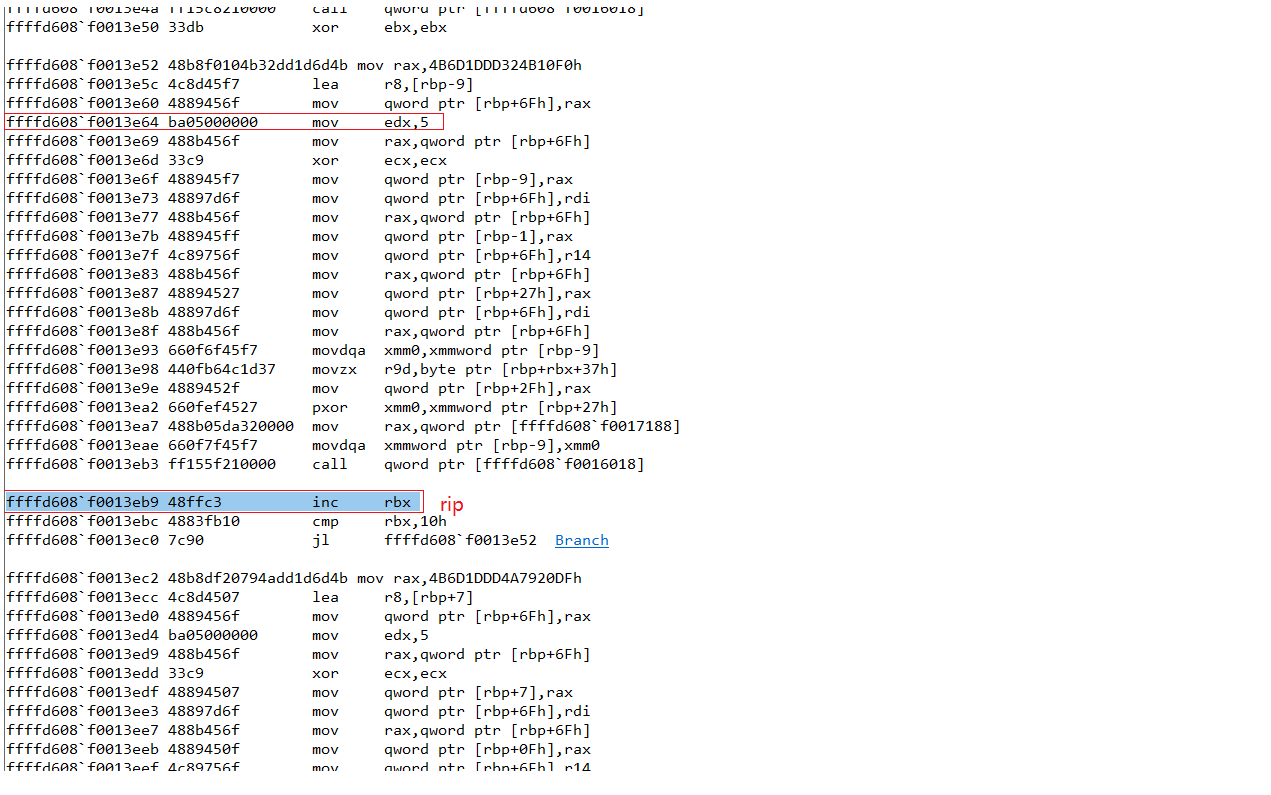 ffffd608`f0013e4a ff15c8210000 call qword ptr [ffffd608`f0016018]
ffffd608`f0013e50 33db xor ebx,ebx
ffffd608`f0013e52 48b8f0104b32dd1d6d4b mov rax,4B6D1DDD324B10F0h
ffffd608`f0013e5c 4c8d45f7 lea r8,[rbp-9]
ffffd608`f0013e60 4889456f mov qword ptr [rbp+6Fh],rax
ffffd608`f0013e64 ba05000000 mov edx,5
ffffd608`f0013e69 488b456f mov rax,qword ptr [rbp+6Fh]
ffffd608`f0013e6d 33c9 xor ecx,ecx
ffffd608`f0013e6f 488945f7 mov qword ptr [rbp-9],rax
ffffd608`f0013e73 48897d6f mov qword ptr [rbp+6Fh],rdi
ffffd608`f0013e77 488b456f mov rax,qword ptr [rbp+6Fh]
ffffd608`f0013e7b 488945ff mov qword ptr [rbp-1],rax
ffffd608`f0013e7f 4c89756f mov qword ptr [rbp+6Fh],r14
ffffd608`f0013e83 488b456f mov rax,qword ptr [rbp+6Fh]
ffffd608`f0013e87 48894527 mov qword ptr [rbp+27h],rax
ffffd608`f0013e8b 48897d6f mov qword ptr [rbp+6Fh],rdi
ffffd608`f0013e8f 488b456f mov rax,qword ptr [rbp+6Fh]
ffffd608`f0013e93 660f6f45f7 movdqa xmm0,xmmword ptr [rbp-9]
ffffd608`f0013e98 440fb64c1d37 movzx r9d,byte ptr [rbp+rbx+37h]
ffffd608`f0013e9e 4889452f mov qword ptr [rbp+2Fh],rax
ffffd608`f0013ea2 660fef4527 pxor xmm0,xmmword ptr [rbp+27h]
ffffd608`f0013ea7 488b05da320000 mov rax,qword ptr [ffffd608`f0017188]
ffffd608`f0013eae 660f7f45f7 movdqa xmmword ptr [rbp-9],xmm0
ffffd608`f0013eb3 ff155f210000 call qword ptr [ffffd608`f0016018]
ffffd608`f0013eb9 48ffc3 inc rbx rip
ffffd608`f0013ebc 4883fb10 cmp rbx,10h
ffffd608`f0013ec0 7c90 jl ffffd608`f0013e52 Branch
ffffd608`f0013ec2 48b8df20794add1d6d4b mov rax,4B6D1DDD4A7920DFh
ffffd608`f0013ecc 4c8d4507 lea r8,[rbp+7]
ffffd608`f0013ed0 4889456f mov qword ptr [rbp+6Fh],rax
ffffd608`f0013ed4 ba05000000 mov edx,5
ffffd608`f0013ed9 488b456f mov rax,qword ptr [rbp+6Fh]
ffffd608`f0013edd 33c9 xor ecx,ecx
ffffd608`f0013edf 48894507 mov qword ptr [rbp+7],rax
ffffd608`f0013ee3 48897d6f mov qword ptr [rbp+6Fh],rdi
ffffd608`f0013ee7 488b456f mov rax,qword ptr [rbp+6Fh]
ffffd608`f0013eeb 4889450f mov qword ptr [rbp+0Fh],rax
ffffd608`f0013eef 4c89756f mov qword ptr [rbp+6Fh],r14